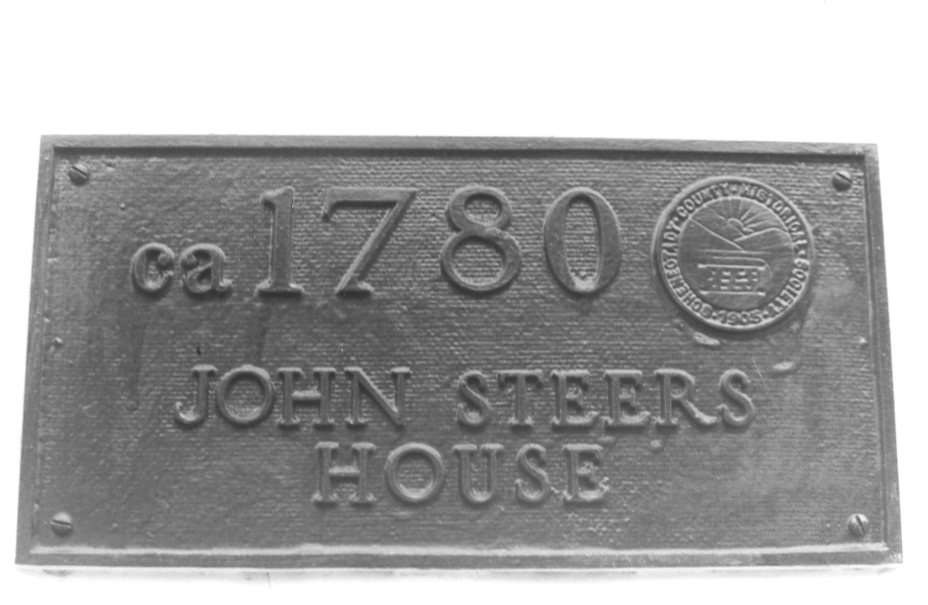 ca 1780
SCHENECTADY · COUNTY · HISTORICAL · SOCIETY · 1905 ·
JOHN STEERS
HOUSE